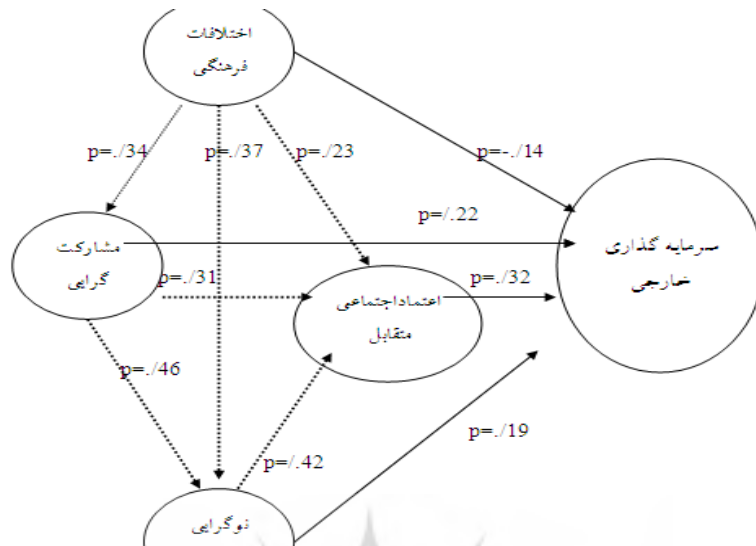 اختلافات
فرهنگی
p=./34
p=./37
p=./23
p=-./14
مشارکت
گرایی
p=/.22
سرمایه گذاری
خارجی
p=./31
اعتماداجتماعی
متقابل
p=./32
p=./46
p=/.42
p=./19
نوگرایی